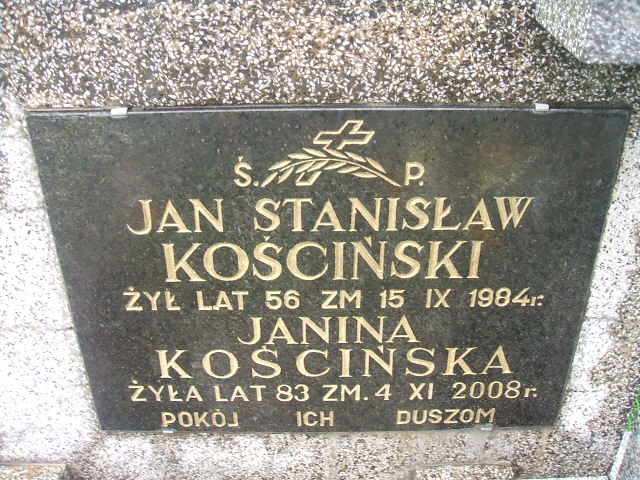 Ś. P.
JAN STANISŁAW
KOŚCIŃSKI
ŻYŁ LAT 56 ZM 15 IX 1984r.
JANINA
KOŚCIŃSKA
ŻYŁA LAT 83 ZM. 4 XI 2008r.
POKÓJ ICH DUSZOM